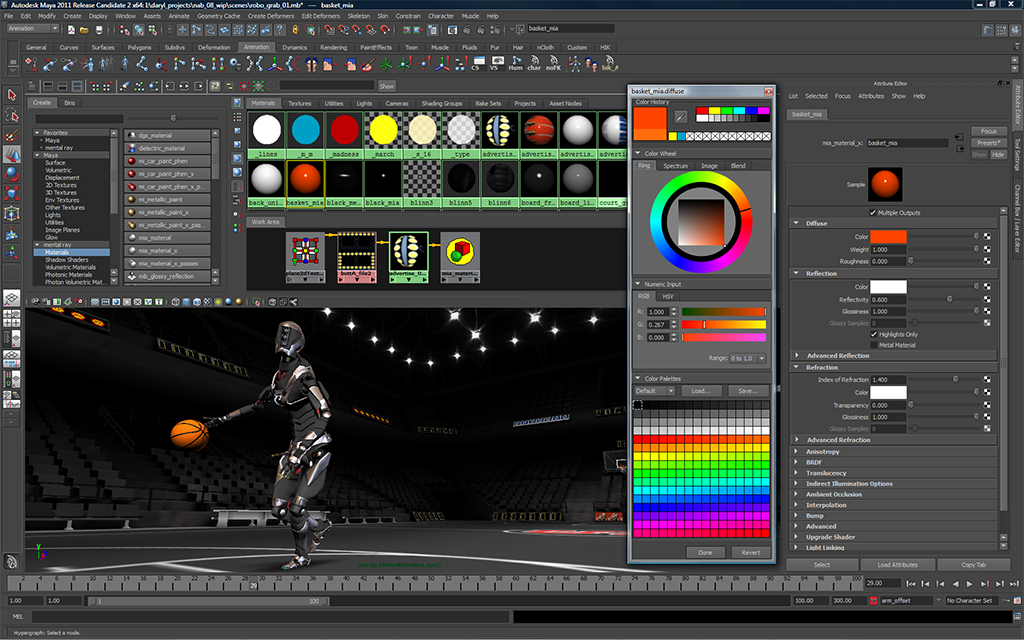 Autodesk Maya 2011 Release Candidate 2 x64: I:\daryl_projects\nab_08_wip\scenes\robo_grab_01.mb* --- basket_mia
File Edit Modify Create Display Window Assets Animate Geometry Cache Create Deformers Edit Deformers Skeleton Skin Constrain Character Muscle Help
Animation
basket_mia
General Curves Surfaces Polygons Subdivs Deformation Animation Dynamics Rendering PaintEffects Toon Muscle Fluids Fur Hair nCloth Custom HIK
CS VS Hum char noFK
Show
Create Bins
Favorites
Maya
mental ray
Maya
Surface
Volumetric
Displacement
2D Textures
3D Textures
Env Textures
Other Textures
Lights
Utilities
Image Planes
Glow
mental ray
Materials
Shadow Shaders
Volumetric Materials
Photonic Materials
Photon Volumetric Mat
dgs_material
dielectric_material
mi_car_paint_phen
mi_car_paint_phen_x
mi_car_paint_phen_x_p...
mi_metallic_paint
mi_metallic_paint_x
mi_metallic_paint_x_pas...
mia_material
mia_material_x
mia_material_x_passes
mib_glossy_reflection
Materials Textures Utilities Lights Cameras Shading Groups Bake Sets Projects Asset Nodes
_lines _m_m _madness _march _s_16 _type advertis... advertis... advertis... advertis
back_uni... basket_mia black_me... black_mia blinn3 blinn5 blinn6 board_fr... board_li... court_g
Work Area
place2dText... buttA_file2 advertise_O... mia_materi...
persp (defaultRenderLayer)
basket_mia.diffuse
Color History
Color Wheel
Ring Spectrum Image Blend
Numeric Input
RGB HSV
R: 1.000
G: 0.267
B: 0.000
Range: 0 to 1.0
Color Palettes
Default Load... Save...
Done Revert
Attribute Editor
List Selected Focus Attributes Show Help
basket_mia
Focus
mia_material_x: basket_mia Presets*
Show Hide
Sample
Multiple Outputs
Diffuse
Color
Weight 1.000
Roughness 0.000
Reflection
Color
Reflectivity 0.600
Glossiness 1.000
Glossy Samples 8
Highlights Only
Metal Material
Advanced Reflection
Refraction
Index of Refraction 1.400
Color
Transparency 0.000
Glossiness 1.000
Glossy Samples 8
Advanced Refraction
Anisotropy
BRDF
Translucency
Indirect Illumination Options
Ambient Occlusion
Interpolation
Bump
Advanced
Upgrade Shader
Light Linking
Select Load Attributes Copy Tab
Attribute Editor
Tool Settings
Channel Box / Layer Editor
29
29.00
1.00 1.00 1 100 100.00 300.00 arm_offset No Character Set
MEL
Hypergraph: Select a node.